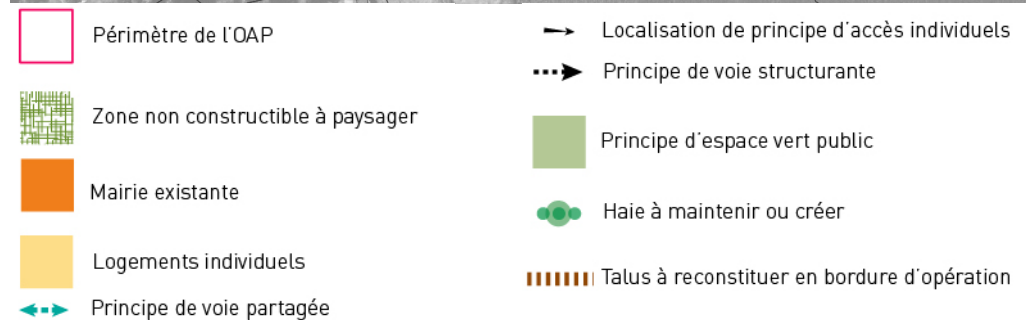 Périmètre de l'OAP
Zone non constructible à paysager
Mairie existante
Logements individuels
Principe de voie partagée
Localisation de principe d'accès individuels
Principe de voie structurante
Principe d'espace vert public
Haie à maintenir ou créer
Talus à reconstituer en bordure d'opération